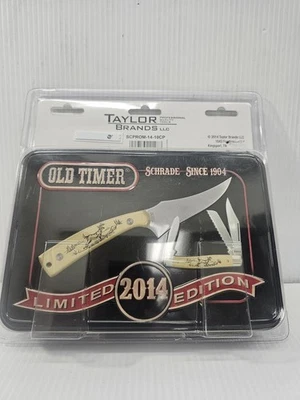 TAYLOR
BRANDS LLC
SCPROM-14-19CP
OLD TIMER
SCHRADE - SINCE 1904
LIMITED 2014 EDITION